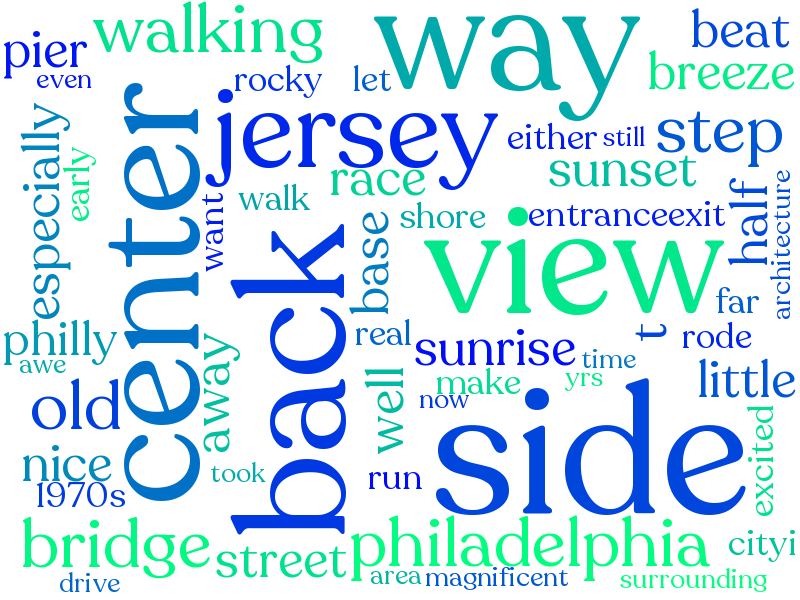 walking
way
beat
pier
even
rocky
let
breeze
especially
early
center
jersey
either
still
step
race
sunset
walk
want
shore
entranceexit
half
architecture
back
base
view
far
philly
awe
away
real
sunrise
t
rode
time
old
well
make
yrs
now
little
nice
1970s
took
run
side
excited
bridge
street
philadelphia
cityi
drive
area
magnificent
surrounding